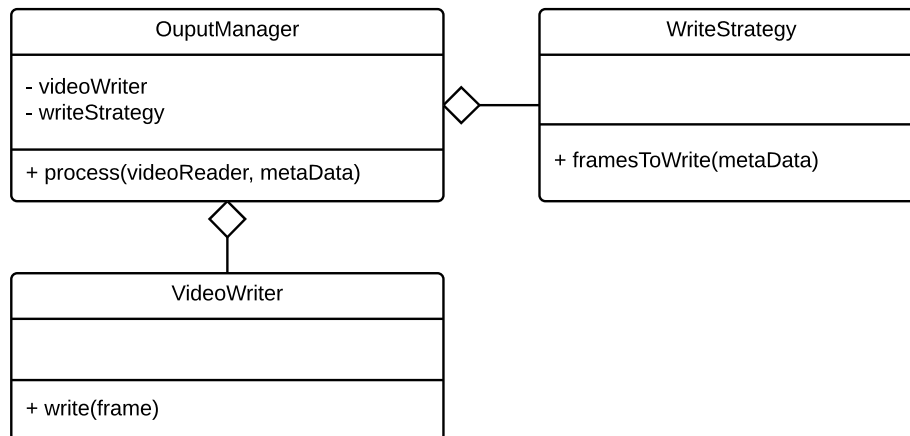 OuputManager
- videoWriter
- writeStrategy
+ process(videoReader, metaData)
WriteStrategy
+ framesToWrite(metaData)
VideoWriter
+ write(frame)